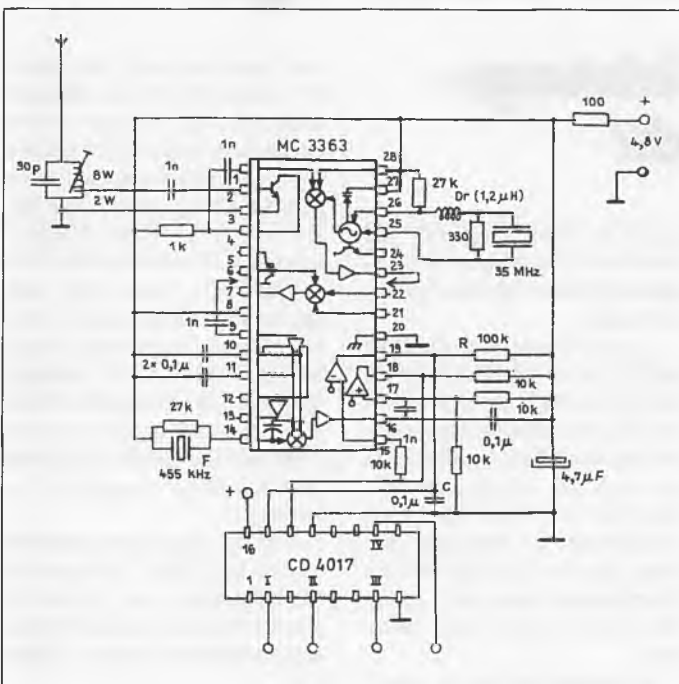 MC 3363
100
+
4,8V
30p
8W
2W
1n
1n
1k
1
2
3
4
5
6
7
8
9
10
11
12
13
14
28
27
26
25
24
23
22
21
20
19
18
17
16
15
27k
Dr (1,2µH)
330
35 MHz
1n
2× 0,1µ
27k
F
455 KHz
R
100k
10k
10k
0,1µ
1n
10k
10k
C
0,1µ
4,7µF
+
16
IV
CD 4017
1
I
II
III